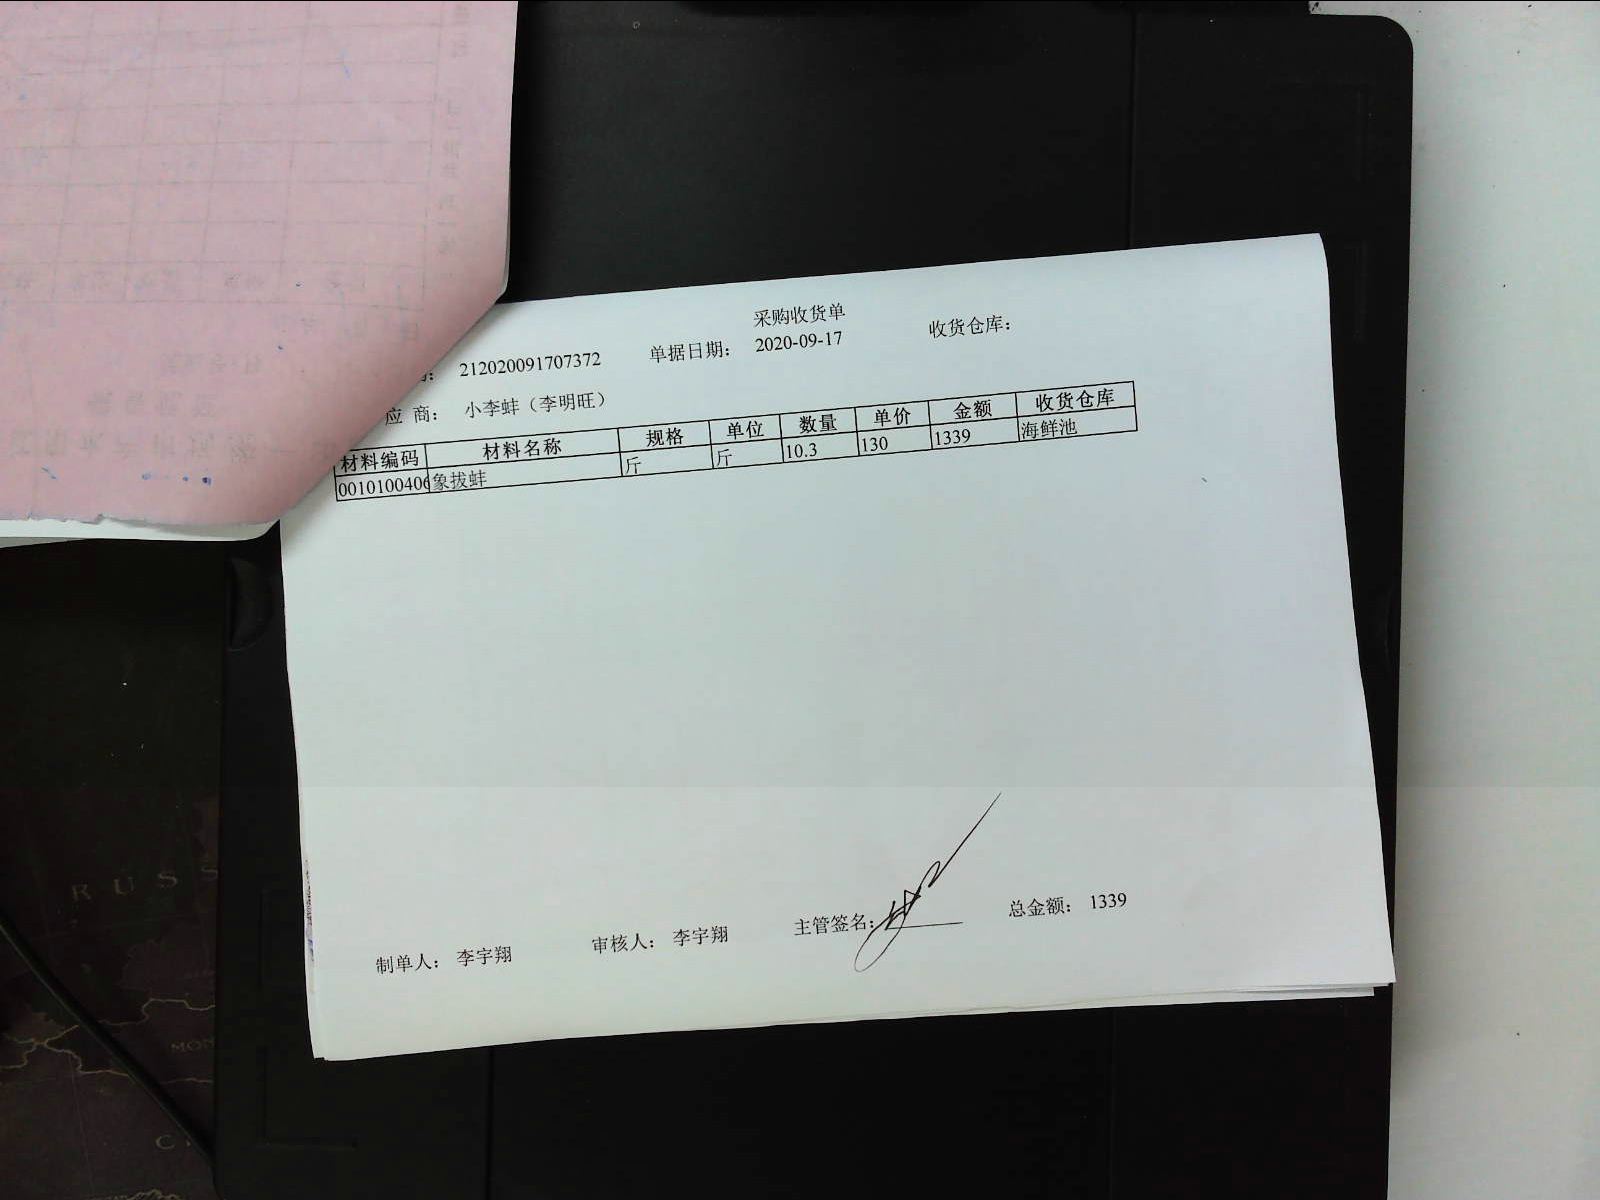 采购收货单
212020091707372 单据日期： 2020-09-17 收货仓库：
应 商： 小李蚌（李明旺）
材料编码 材料名称 规格 单位 数量 单价 金额 收货仓库
0010100406 象拔蚌 斤 斤 10.3 130 1339 海鲜池
制单人： 李宇翔 审核人： 李宇翔 主管签名： 总金额： 1339
RUSS
MON